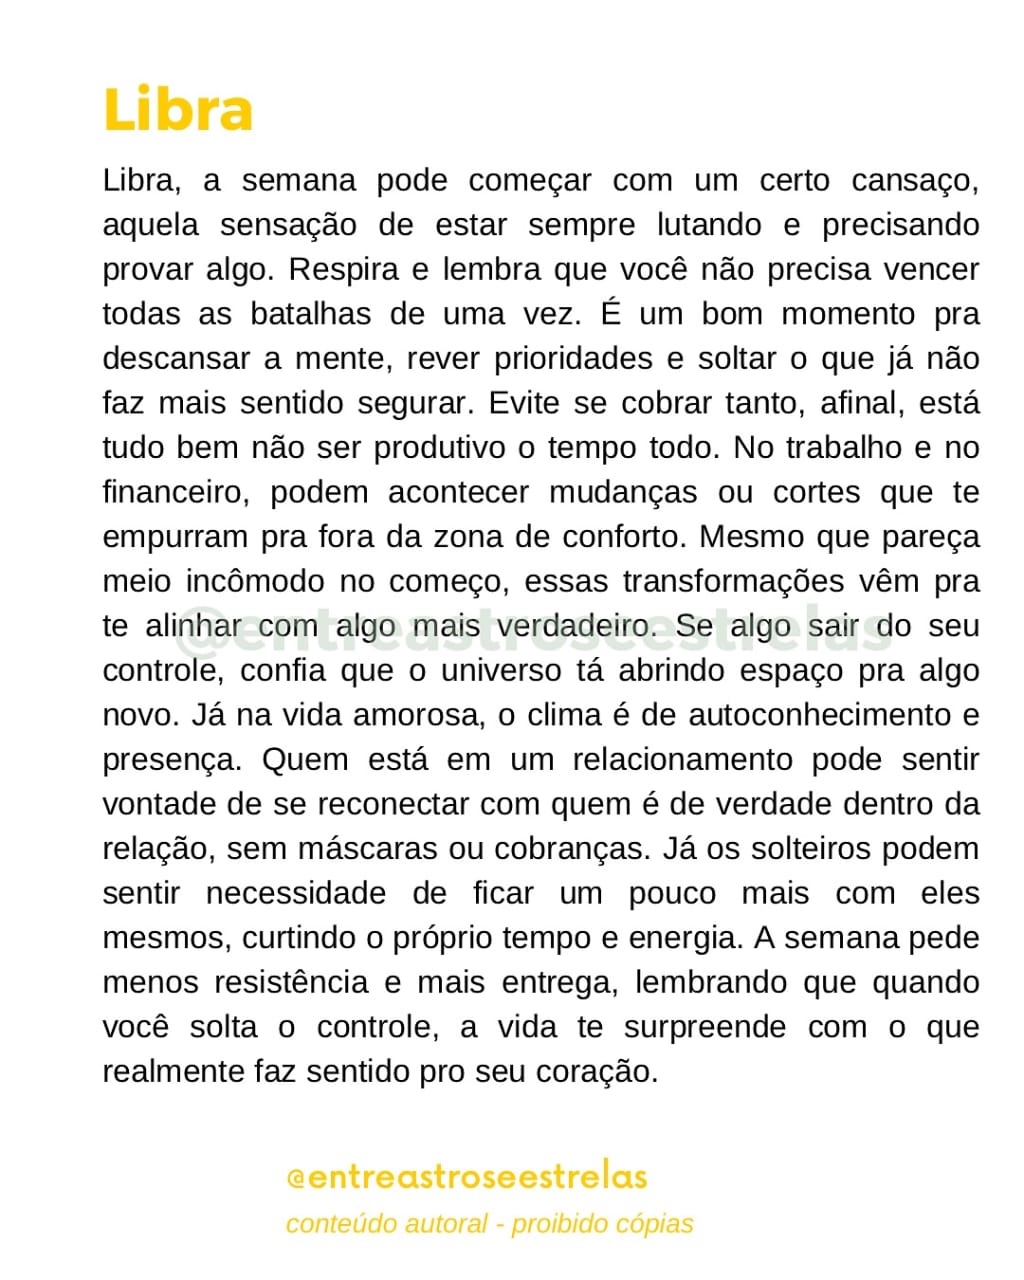 Libra
Libra, a semana pode começar com um certo cansaço,
aquela sensação de estar sempre lutando e precisando
provar algo. Respira e lembra que você não precisa vencer
todas as batalhas de uma vez. É um bom momento pra
descansar a mente, rever prioridades e soltar o que já não
faz mais sentido segurar. Evite se cobrar tanto, afinal, está
tudo bem não ser produtivo o tempo todo. No trabalho e no
financeiro, podem acontecer mudanças ou cortes que te
empurram pra fora da zona de conforto. Mesmo que pareça
meio incômodo no começo, essas transformações vêm pra
te alinhar com algo mais verdadeiro. Se algo sair do seu
@entreastroseestrelas
controle, confia que o universo tá abrindo espaço pra algo
novo. Já na vida amorosa, o clima é de autoconhecimento e
presença. Quem está em um relacionamento pode sentir
vontade de se reconectar com quem é de verdade dentro da
relação, sem máscaras ou cobranças. Já os solteiros podem
sentir necessidade de ficar um pouco mais com eles
mesmos, curtindo o próprio tempo e energia. A semana pede
menos resistência e mais entrega, lembrando que quando
você solta o controle, a vida te surpreende com o que
realmente faz sentido pro seu coração.
@entreastroseestrelas
conteúdo autoral - proibido cópias